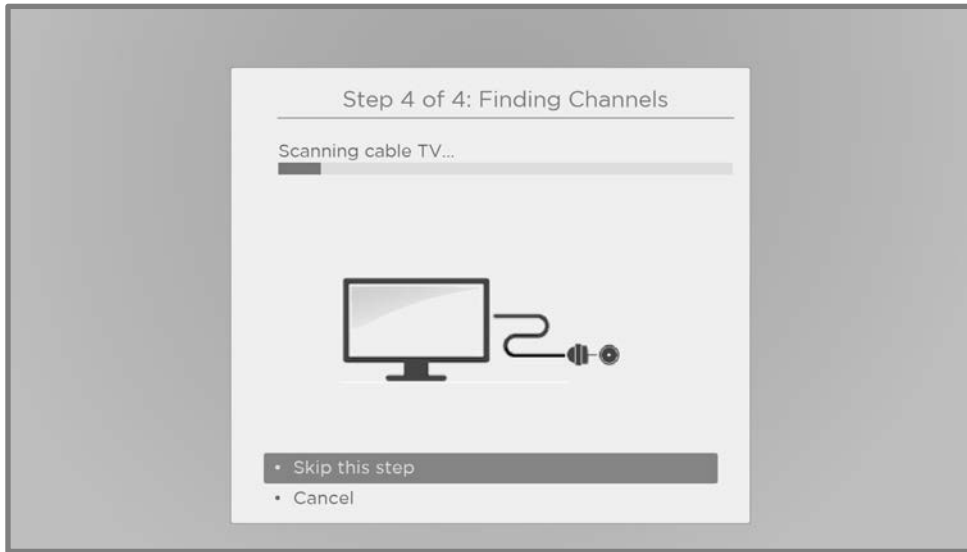 Step 4 of 4: Finding Channels
Scanning cable TV...
• Skip this step
• Cancel